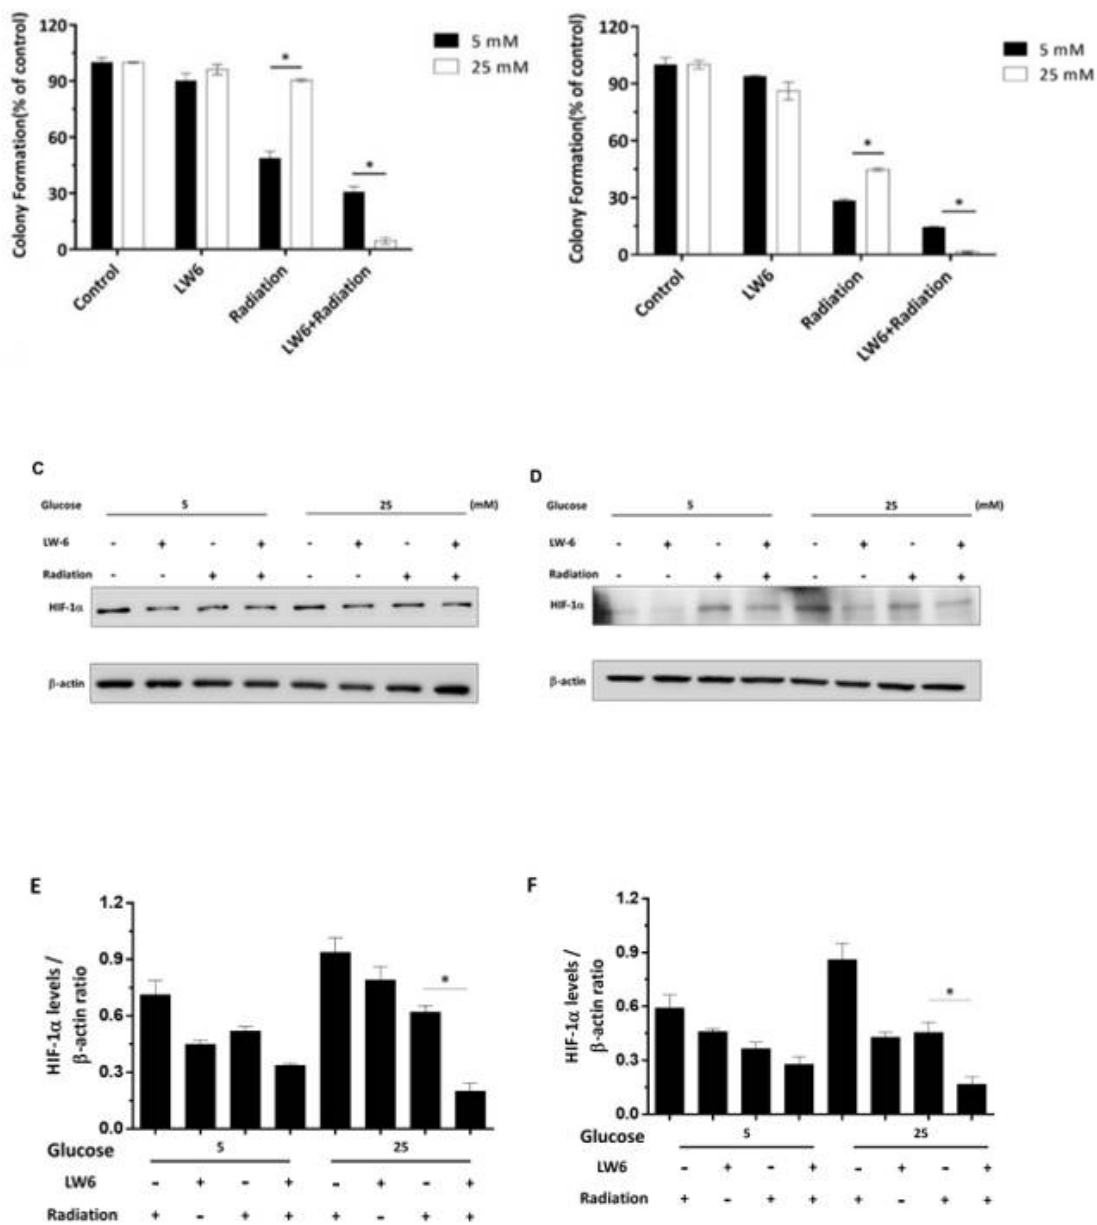 120
90
60
30
0
Colony Formation(% of control)
*
*
5 mM
25 mM
Control
LW6
Radiation
LW6+Radiation
120
90
60
30
0
Colony Formation(% of control)
*
*
5 mM
25 mM
Control
LW6
Radiation
LW6+Radiation
C
Glucose 5 25 (mM)
LW-6 - + - + - + - +
Radiation - - + + - - + +
HIF-1α
β-actin
D
Glucose 5 25 (mM)
LW-6 - + - + - + - +
Radiation - - + + - - + +
HIF-1α
β-actin
E
HIF-1α levels /
β-actin ratio
1.2
0.9
0.6
0.3
0.0
*
Glucose 5 25
LW6 - + - + - + - +
Radiation + - + + + - + +
F
HIF-1α levels /
β-actin ratio
1.2
0.9
0.6
0.3
0.0
*
Glucose 5 25
LW6 - + - + - + - +
Radiation + - + + + - + +